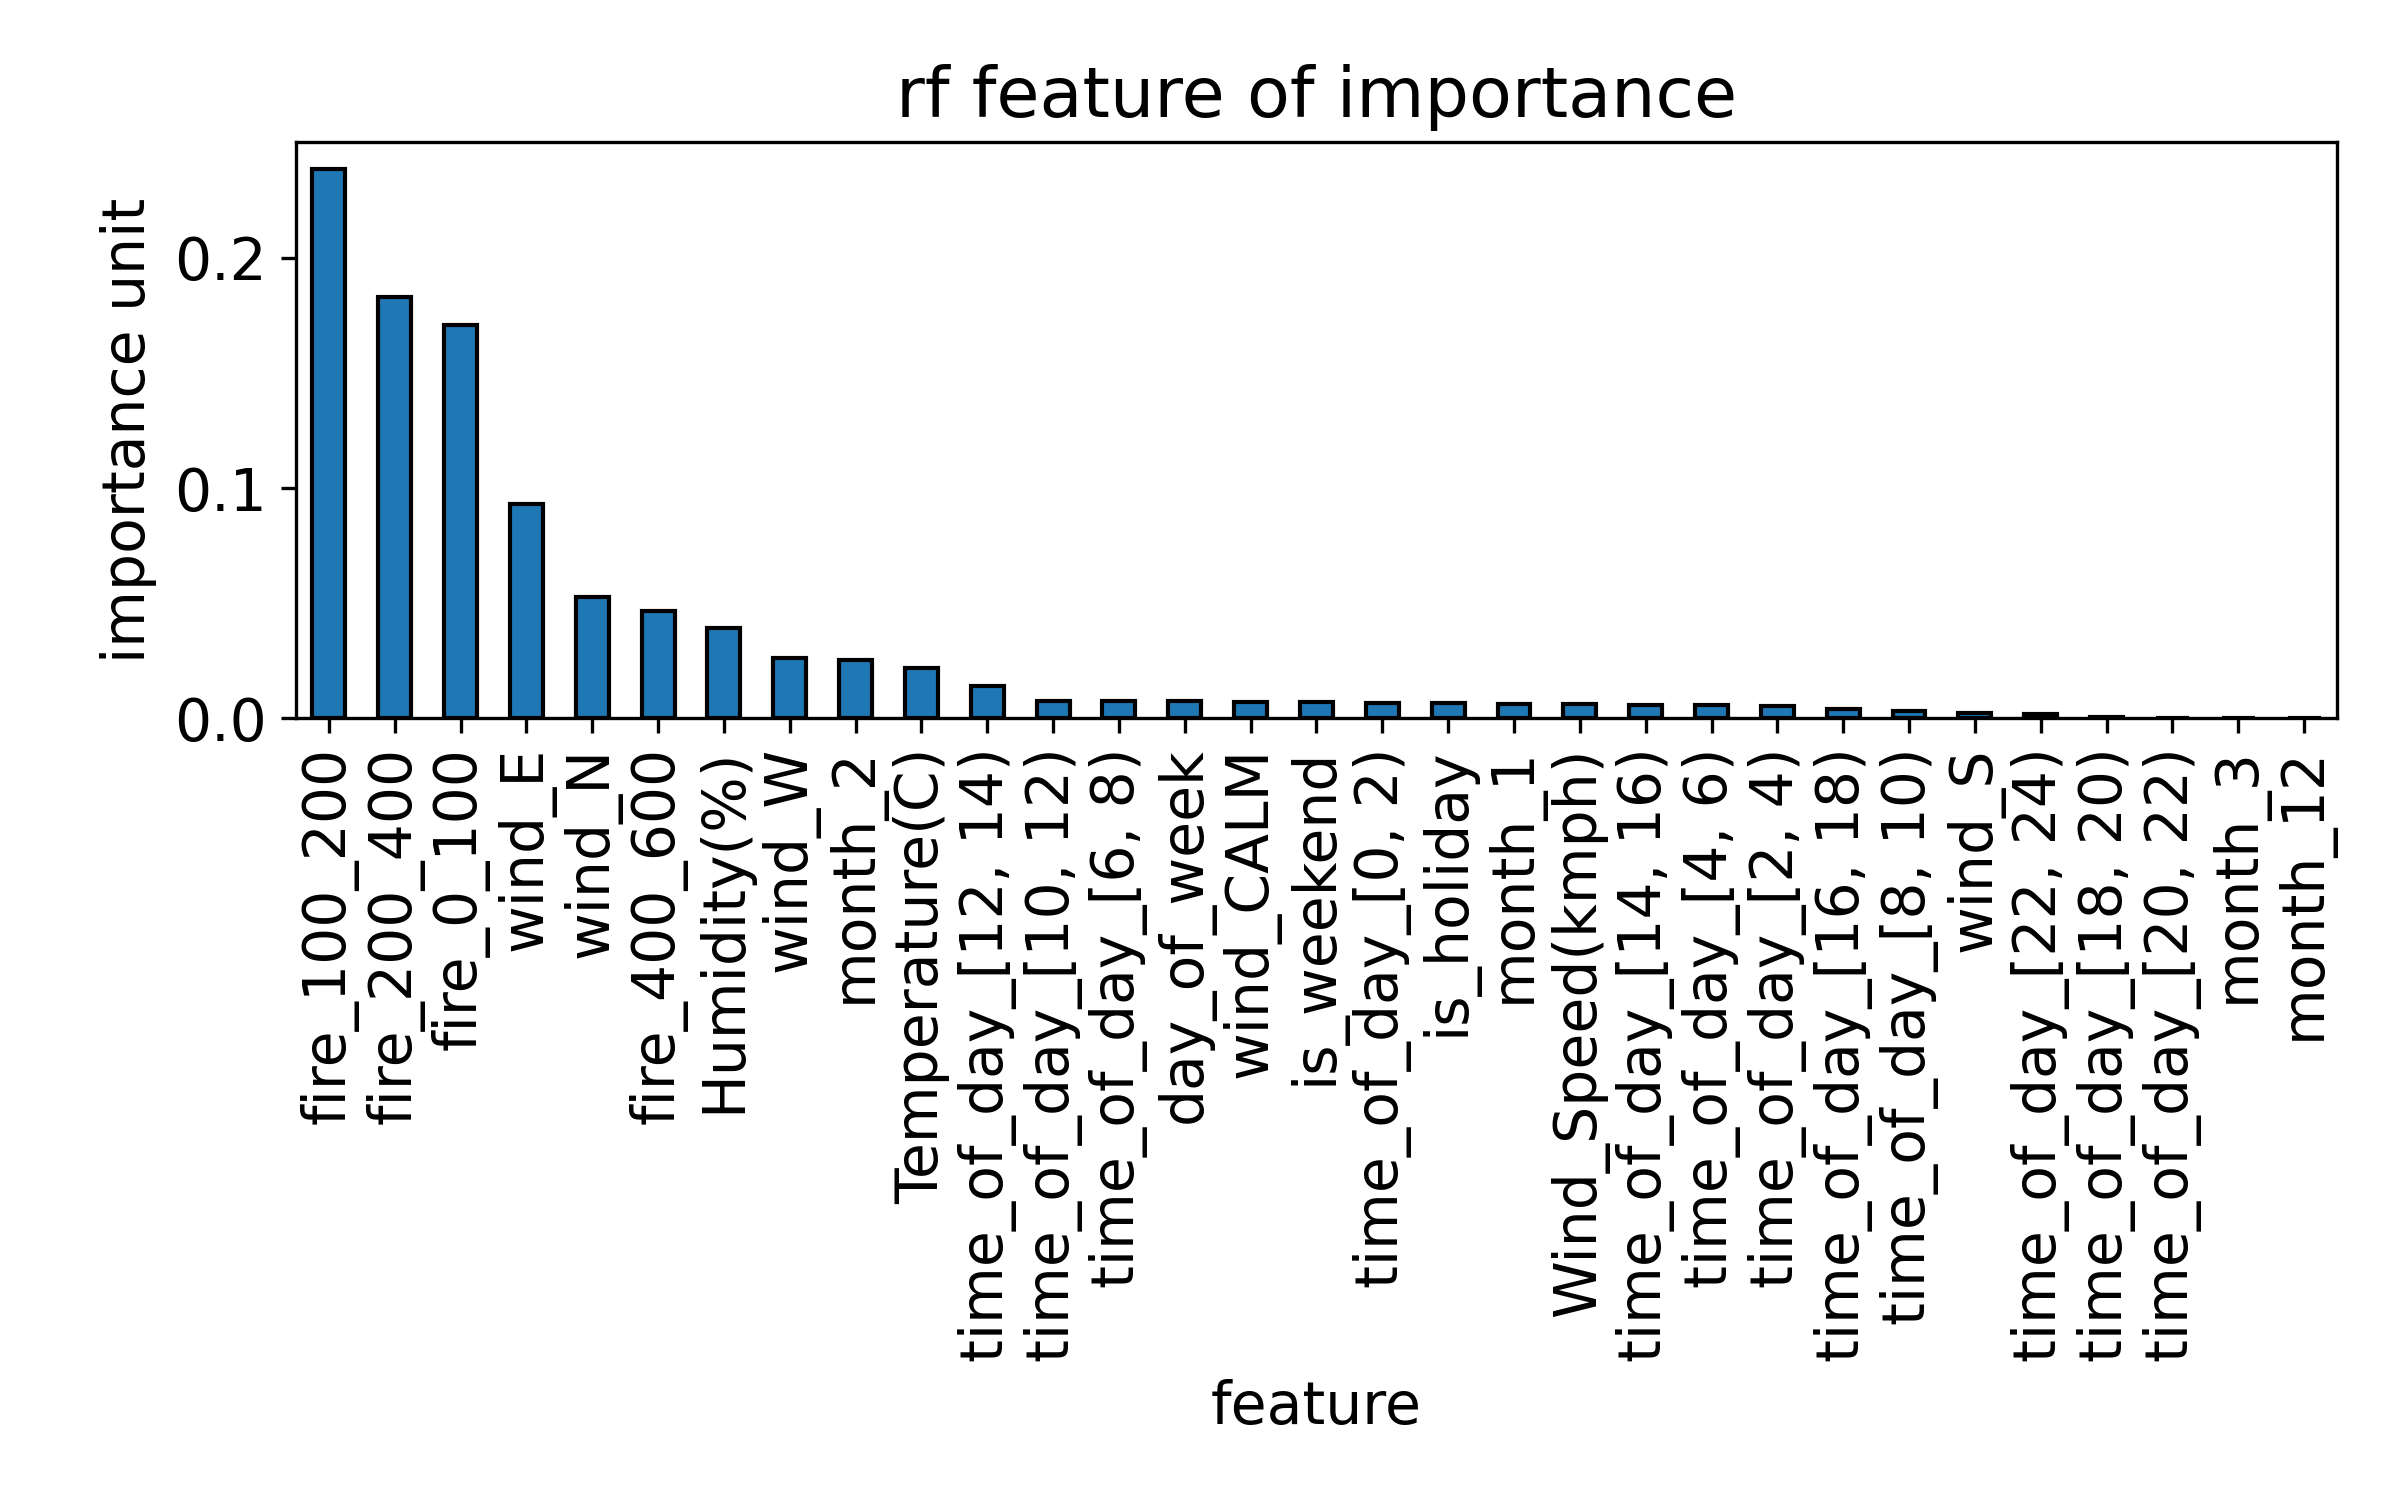 rf feature of importance
importance unit
0.2
0.1
0.0
fire_100_200
fire_200_400
fire_0_100
wind_E
wind_N
fire_400_600
Humidity(%)
wind_W
month_2
Temperature(C)
time_of_day_[12, 14)
time_of_day_[10, 12)
time_of_day_[6, 8)
day_of_week
wind_CALM
is_weekend
time_of_day_[0, 2)
is_holiday
month_1
Wind_Speed(kmph)
time_of_day_[14, 16)
time_of_day_[4, 6)
time_of_day_[2, 4)
time_of_day_[16, 18)
time_of_day_[8, 10)
wind_S
time_of_day_[22, 24)
time_of_day_[18, 20)
time_of_day_[20, 22)
month_3
month_12
feature